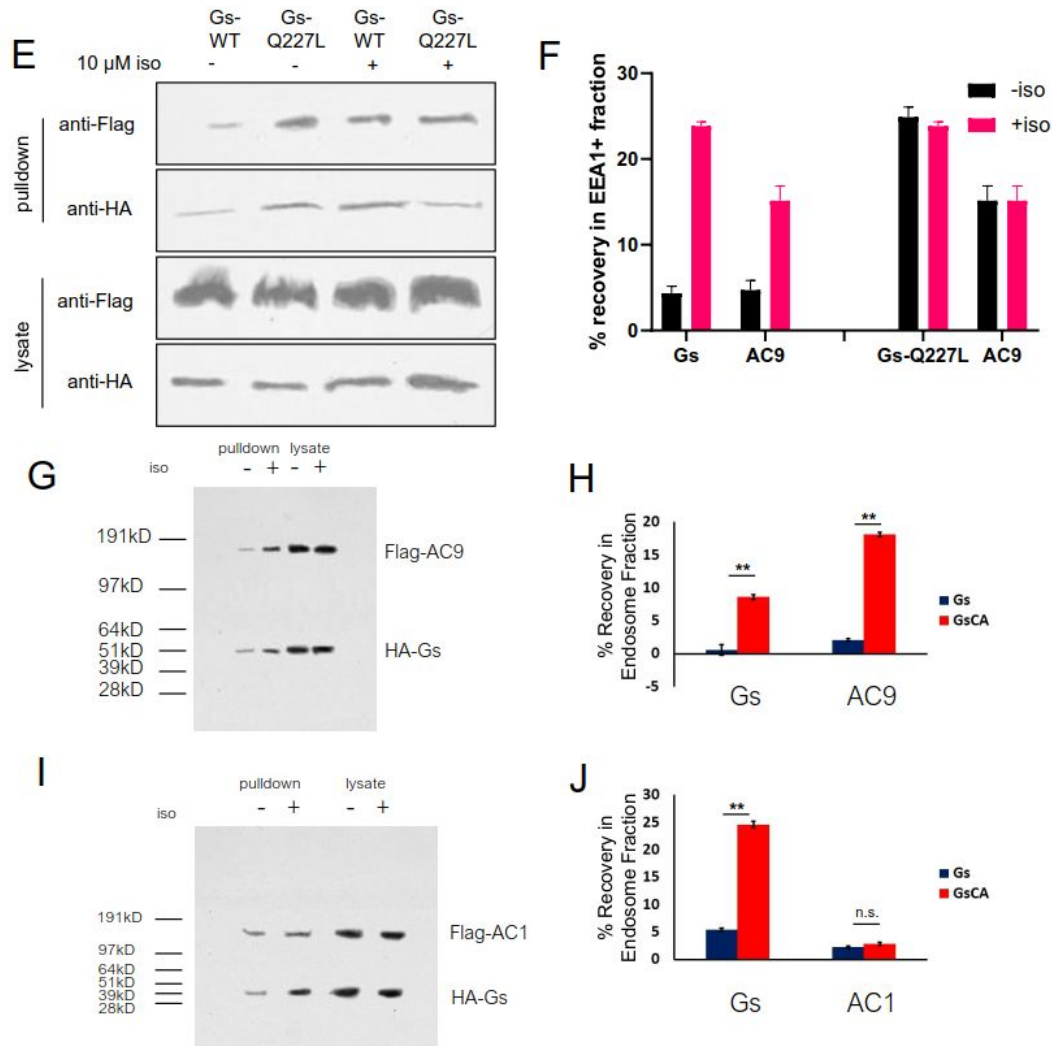 E
Gs-
WT
Gs-
Q227L
Gs-
WT
Gs-
Q227L
10 µM iso
-
-
+
+
pulldown
anti-Flag
anti-HA
lysate
anti-Flag
anti-HA
F
% recovery in EEA1+ fraction
30
20
10
0
-iso
+iso
Gs
AC9
Gs-Q227L
AC9
G
pulldown lysate
iso
- + - +
191kD
97kD
64kD
51kD
39kD
28kD
Flag-AC9
HA-Gs
H
% Recovery in
Endosome Fraction
20
15
10
5
0
-5
**
**
Gs
GsCA
Gs
AC9
I
pulldown lysate
iso
- + - +
191kD
97kD
64kD
51kD
39kD
28kD
Flag-AC1
HA-Gs
J
% Recovery in
Endosome Fraction
30
25
20
15
10
5
0
**
n.s.
Gs
GsCA
Gs
AC1